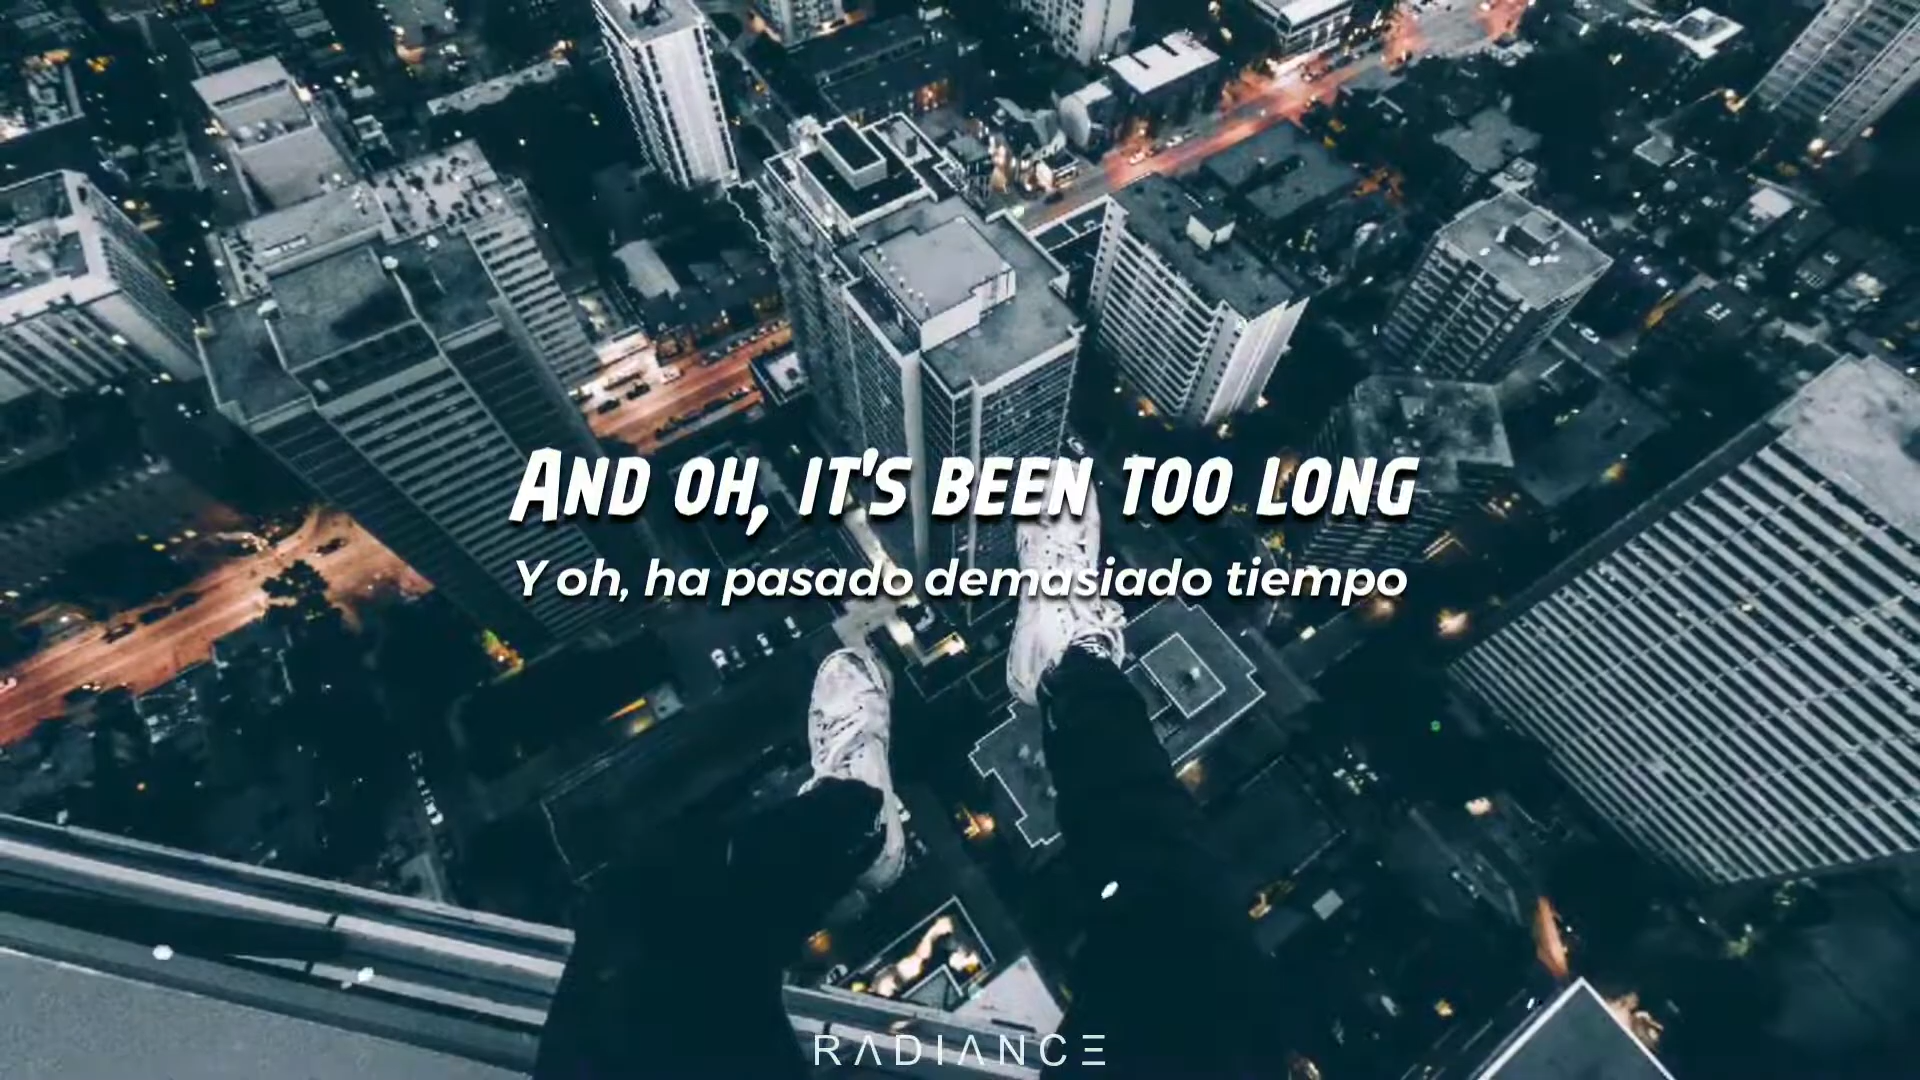 And oh, it's been too long
Y oh, ha pasado demasiado tiempo
RADIANCE